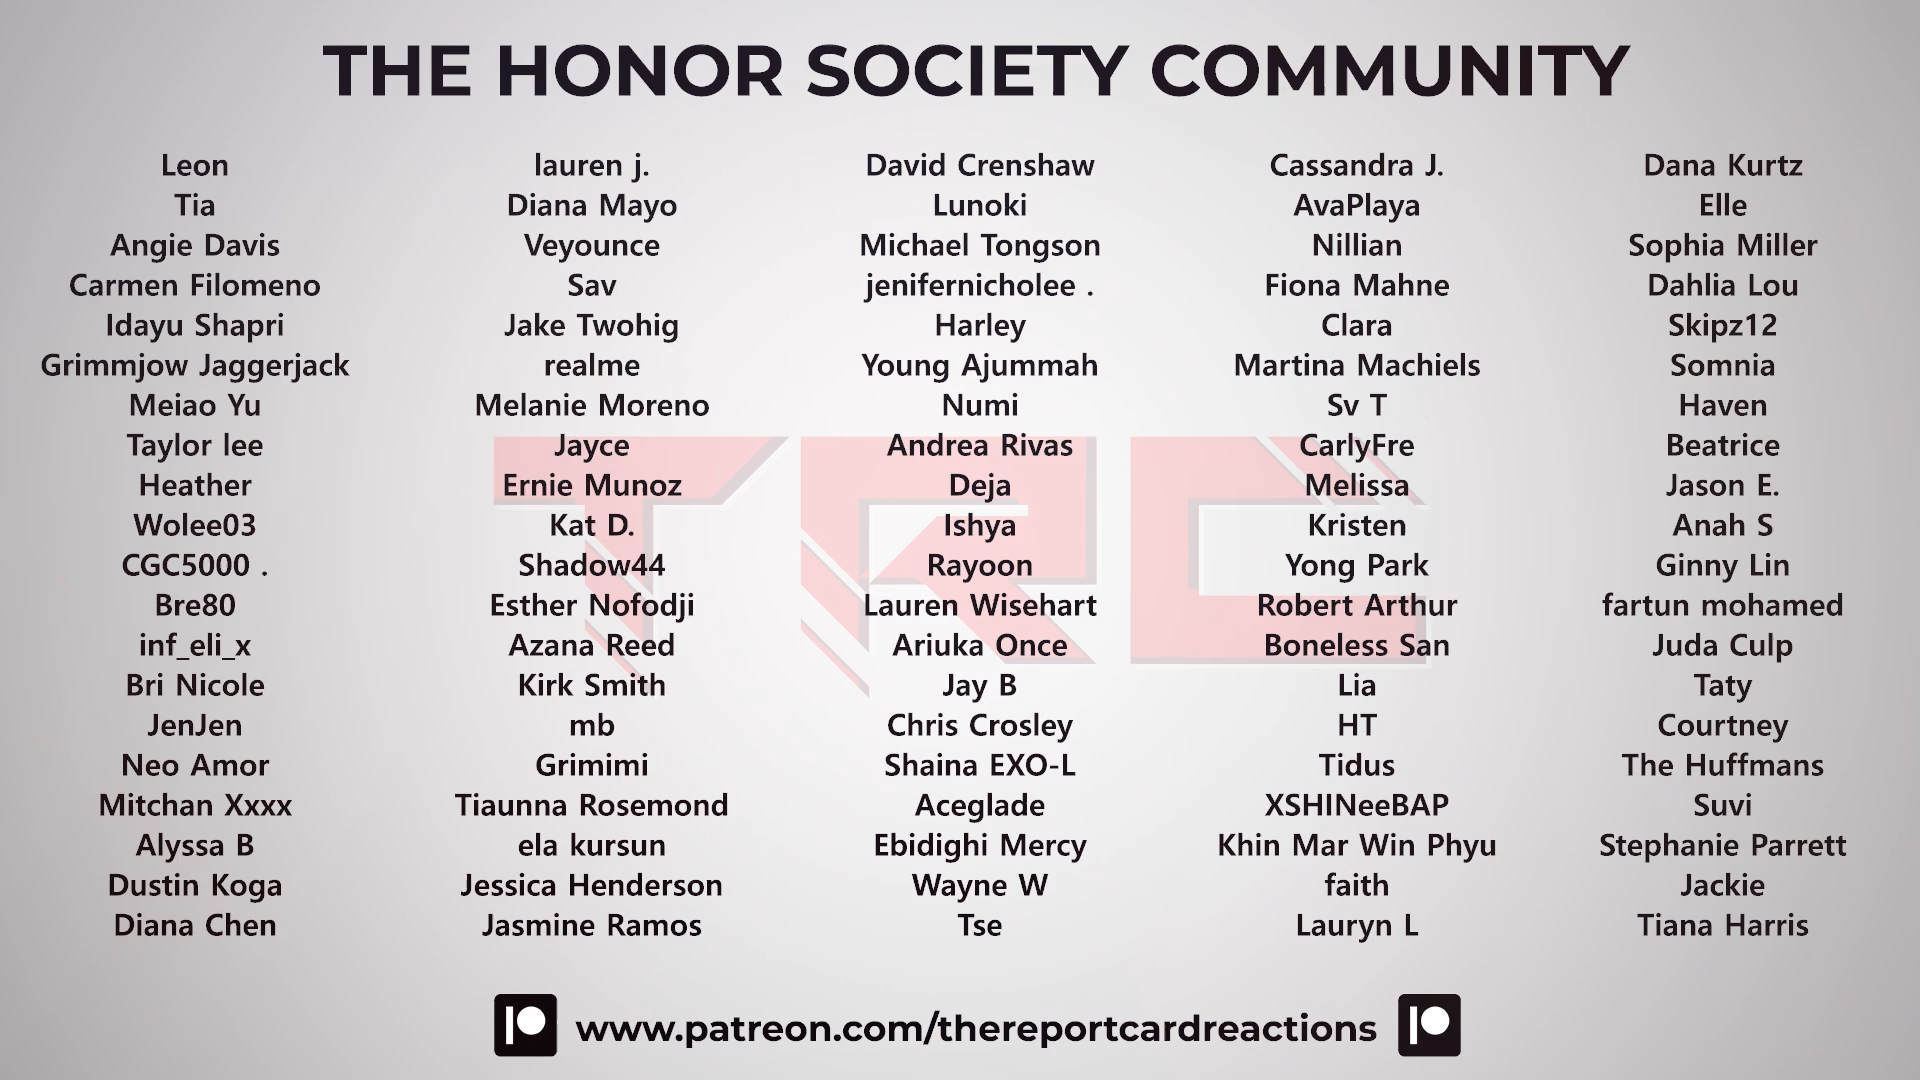 THE HONOR SOCIETY COMMUNITY
Leon
Tia
Angie Davis
Carmen Filomeno
Idayu Shapri
Grimmjow Jaggerjack
Meiao Yu
Taylor lee
Heather
Wolee03
CGC5000 .
Bre80
inf_eli_x
Bri Nicole
JenJen
Neo Amor
Mitchan Xxxx
Alyssa B
Dustin Koga
Diana Chen
lauren j.
Diana Mayo
Veyounce
Sav
Jake Twohig
realme
Melanie Moreno
Jayce
Ernie Munoz
Kat D.
Shadow44
Esther Nofodji
Azana Reed
Kirk Smith
mb
Grimimi
Tiaunna Rosemond
ela kursun
Jessica Henderson
Jasmine Ramos
David Crenshaw
Lunoki
Michael Tongson
jenifernicholee .
Harley
Young Ajummah
Numi
Andrea Rivas
Deja
Ishya
Rayoon
Lauren Wisehart
Ariuka Once
Jay B
Chris Crosley
Shaina EXO-L
Aceglade
Ebidighi Mercy
Wayne W
Tse
Cassandra J.
AvaPlaya
Nillian
Fiona Mahne
Clara
Martina Machiels
Sv T
CarlyFre
Melissa
Kristen
Yong Park
Robert Arthur
Boneless San
Lia
HT
Tidus
XSHINeeBAP
Khin Mar Win Phyu
faith
Lauryn L
Dana Kurtz
Elle
Sophia Miller
Dahlia Lou
Skipz12
Somnia
Haven
Beatrice
Jason E.
Anah S
Ginny Lin
fartun mohamed
Juda Culp
Taty
Courtney
The Huffmans
Suvi
Stephanie Parrett
Jackie
Tiana Harris
TRC
www.patreon.com/thereportcardreactions